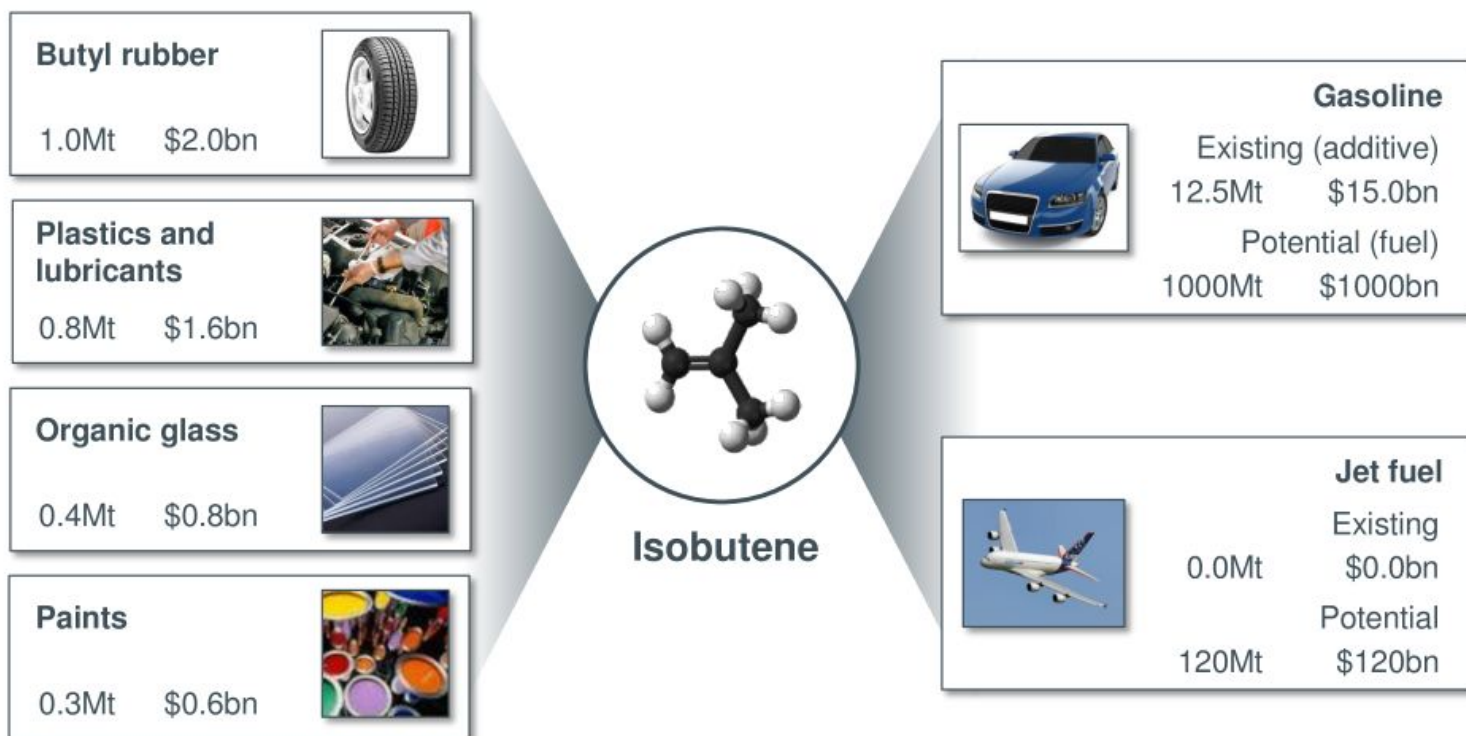 Butyl rubber
1.0Mt $2.0bn
Plastics and
lubricants
0.8Mt $1.6bn
Organic glass
0.4Mt $0.8bn
Paints
0.3Mt $0.6bn
Isobutene
Gasoline
Existing (additive)
12.5Mt $15.0bn
Potential (fuel)
1000Mt $1000bn
Jet fuel
Existing
0.0Mt $0.0bn
Potential
120Mt $120bn